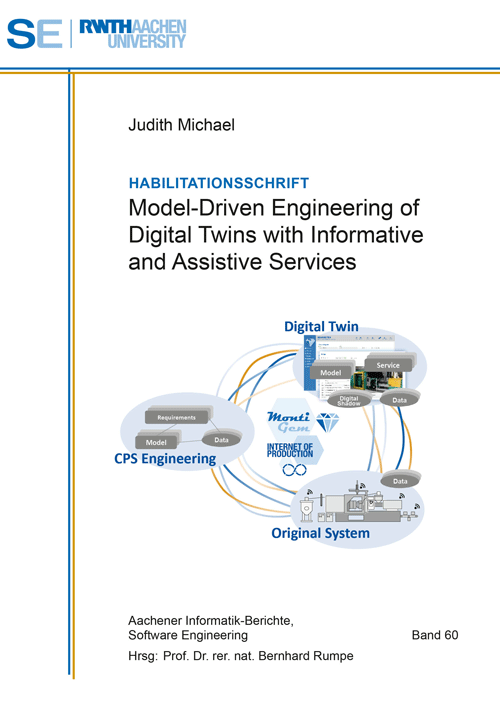 SE RWTHAACHEN
UNIVERSITY
Judith Michael
HABILITATIONSSCHRIFT
Model-Driven Engineering of
Digital Twins with Informative
and Assistive Services
Digital Twin
Service
Model
Digital
Shadow
Data
Requirements
Model
Data
CPS Engineering
Monti
Gem
INTERNET OF
PRODUCTION
Data
Original System
Aachener Informatik-Berichte,
Software Engineering
Band 60
Hrsg: Prof. Dr. rer. nat. Bernhard Rumpe